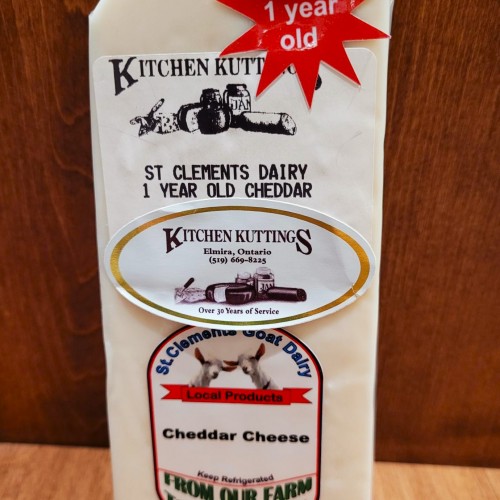 1 year
old
KITCHEN KUTTINGS
JAM
ST CLEMENTS DAIRY
1 YEAR OLD CHEDDAR
KITCHEN KUTTINGS
Elmira, Ontario
(519) 669-8225
Over 30 Years of Service
St.Clements Goat Dairy
Local Products
Cheddar Cheese
Keep Refrigerated
FROM OUR FARM